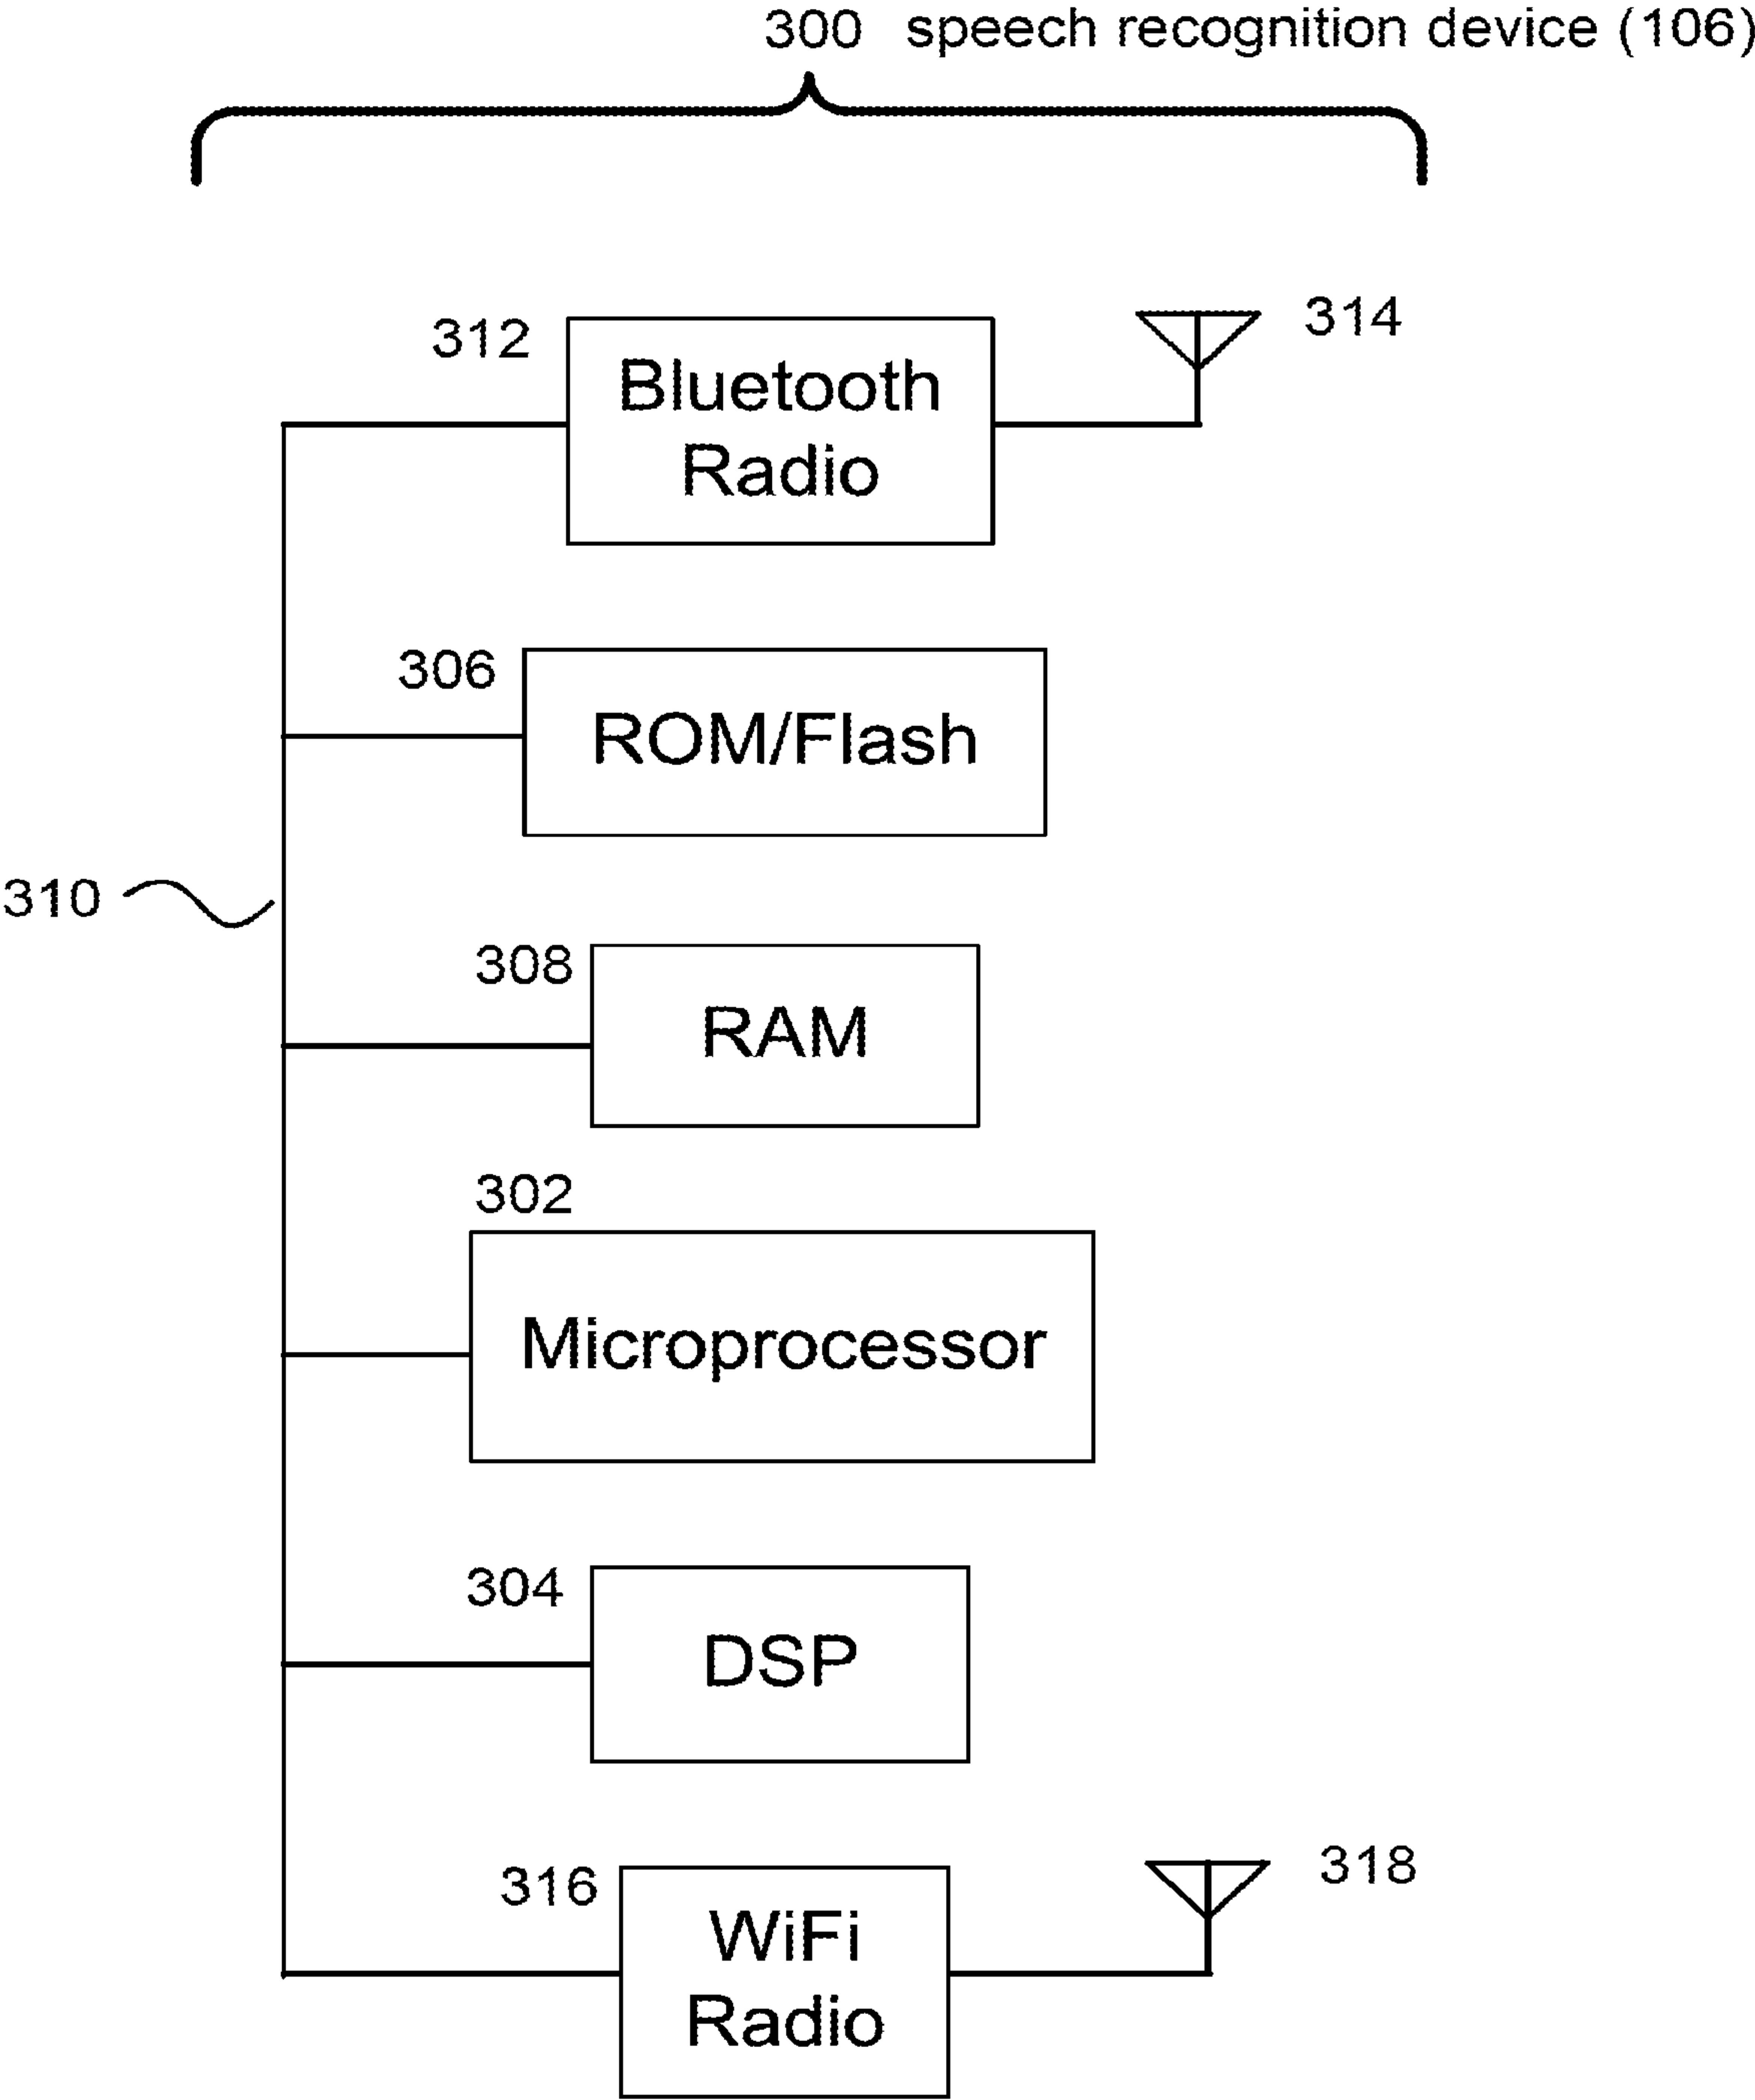 300 speech recognition device (106)
312
Bluetooth
Radio
314
306
ROM/Flash
310
308
RAM
302
Microprocessor
304
DSP
316
WiFi
Radio
318